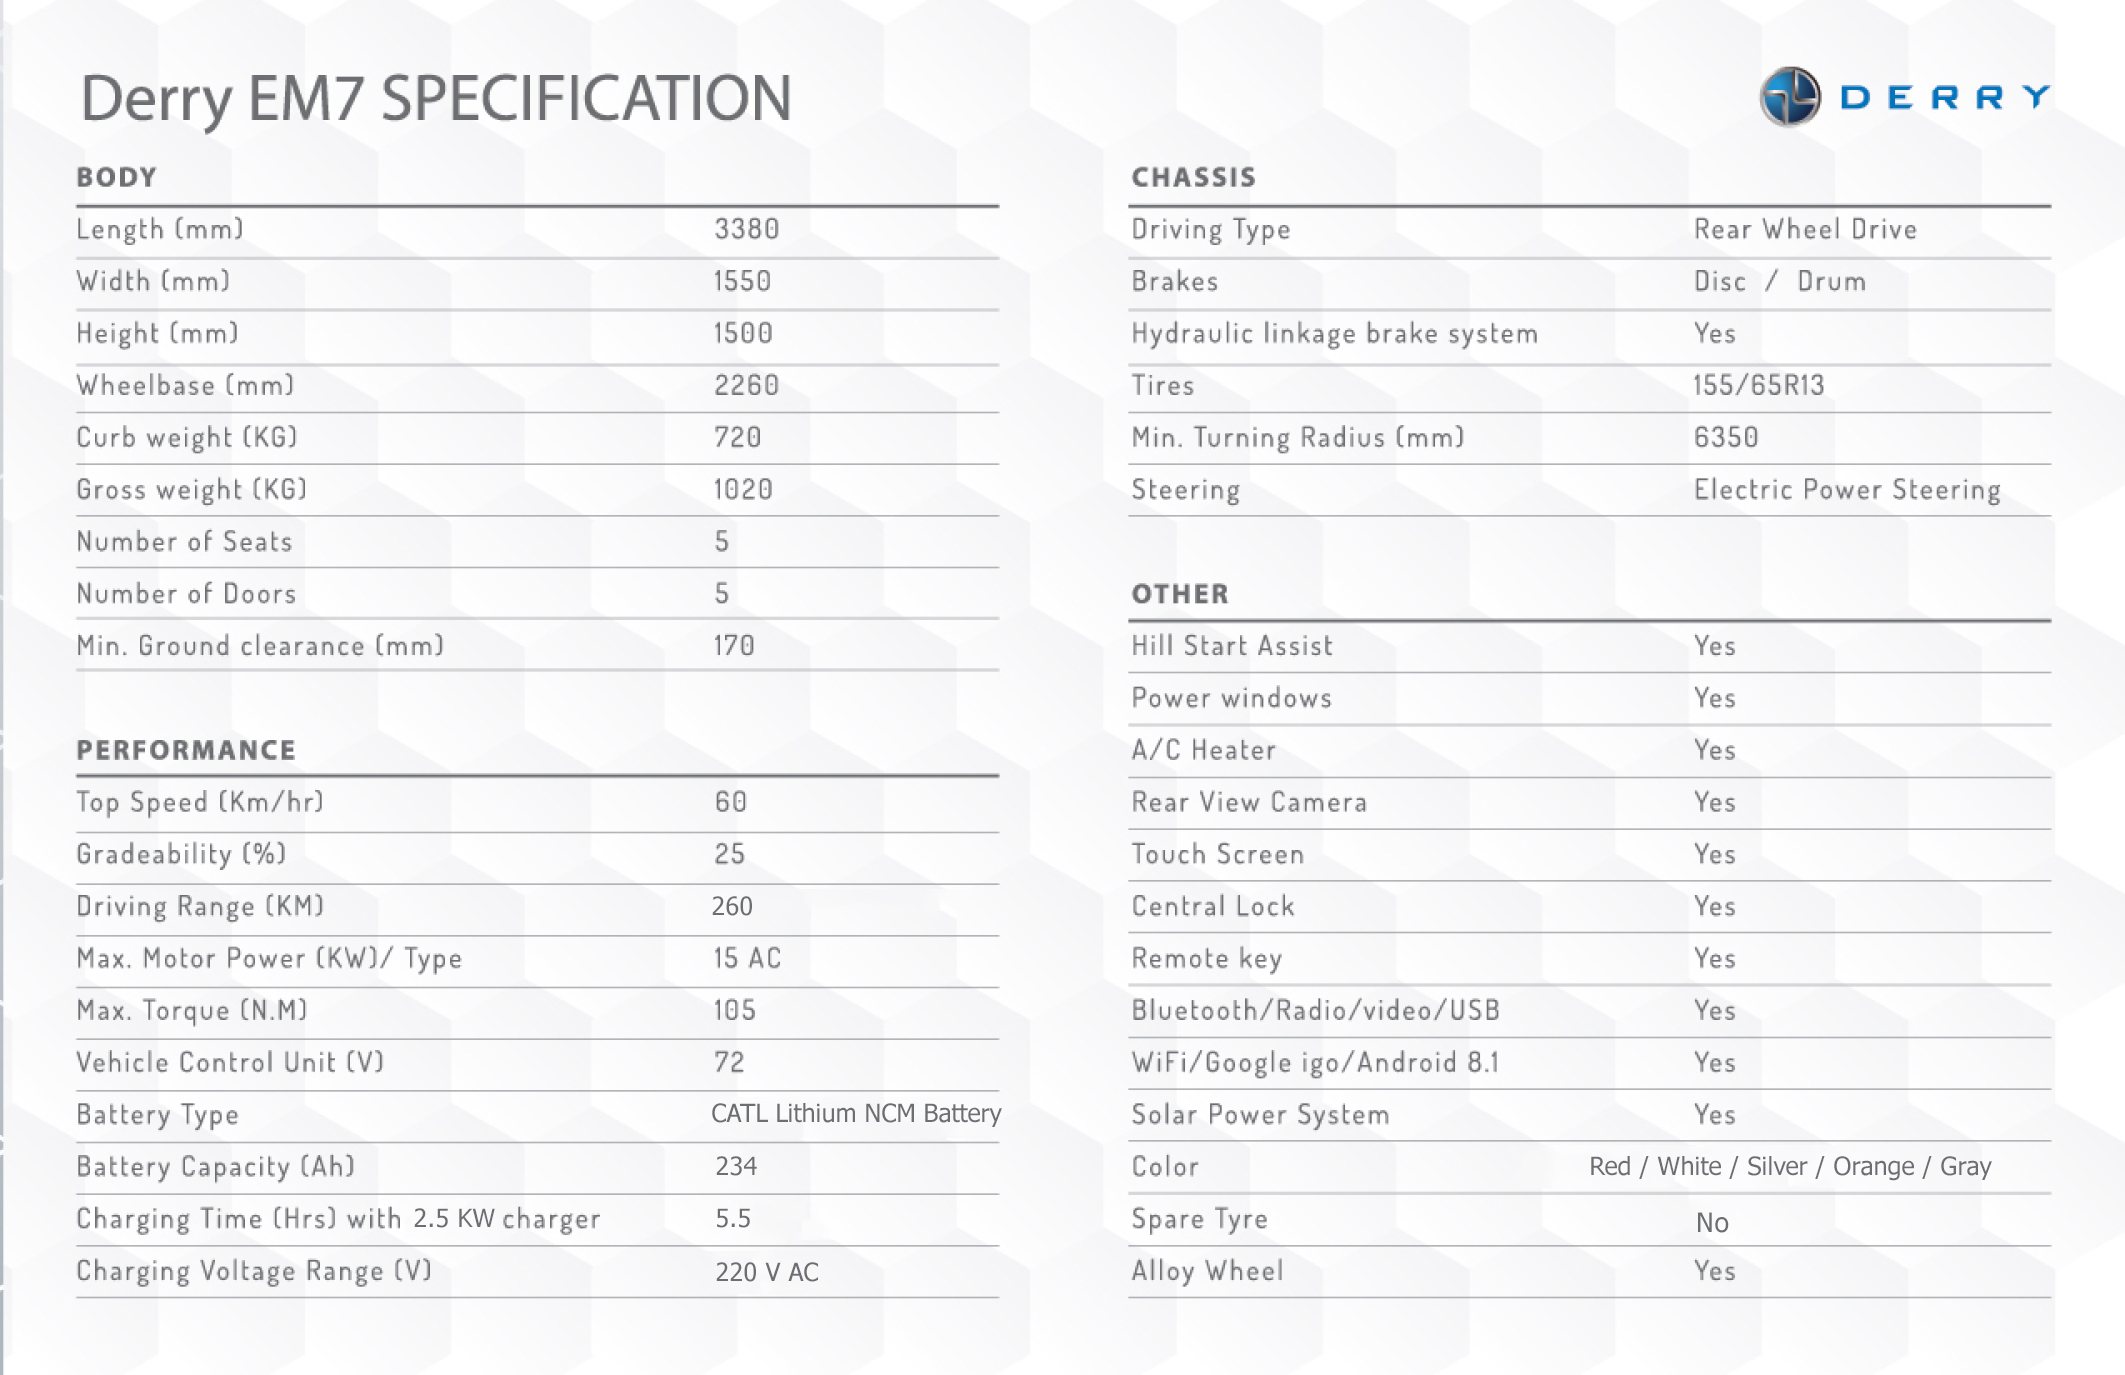 Derry EM7 SPECIFICATION
DERRY
BODY
Length (mm) 3380
Width (mm) 1550
Height (mm) 1500
Wheelbase (mm) 2260
Curb weight (KG) 720
Gross weight (KG) 1020
Number of Seats 5
Number of Doors 5
Min. Ground clearance (mm) 170
PERFORMANCE
Top Speed (Km/hr) 60
Gradeability (%) 25
Driving Range (KM) 260
Max. Motor Power (KW)/ Type 15 AC
Max. Torque (N.M) 105
Vehicle Control Unit (V) 72
Battery Type CATL Lithium NCM Battery
Battery Capacity (Ah) 234
Charging Time (Hrs) with 2.5 KW charger 5.5
Charging Voltage Range (V) 220 V AC
CHASSIS
Driving Type Rear Wheel Drive
Brakes Disc / Drum
Hydraulic linkage brake system Yes
Tires 155/65R13
Min. Turning Radius (mm) 6350
Steering Electric Power Steering
OTHER
Hill Start Assist Yes
Power windows Yes
A/C Heater Yes
Rear View Camera Yes
Touch Screen Yes
Central Lock Yes
Remote key Yes
Bluetooth/Radio/video/USB Yes
WiFi/Google igo/Android 8.1 Yes
Solar Power System Yes
Color Red / White / Silver / Orange / Gray
Spare Tyre No
Alloy Wheel Yes